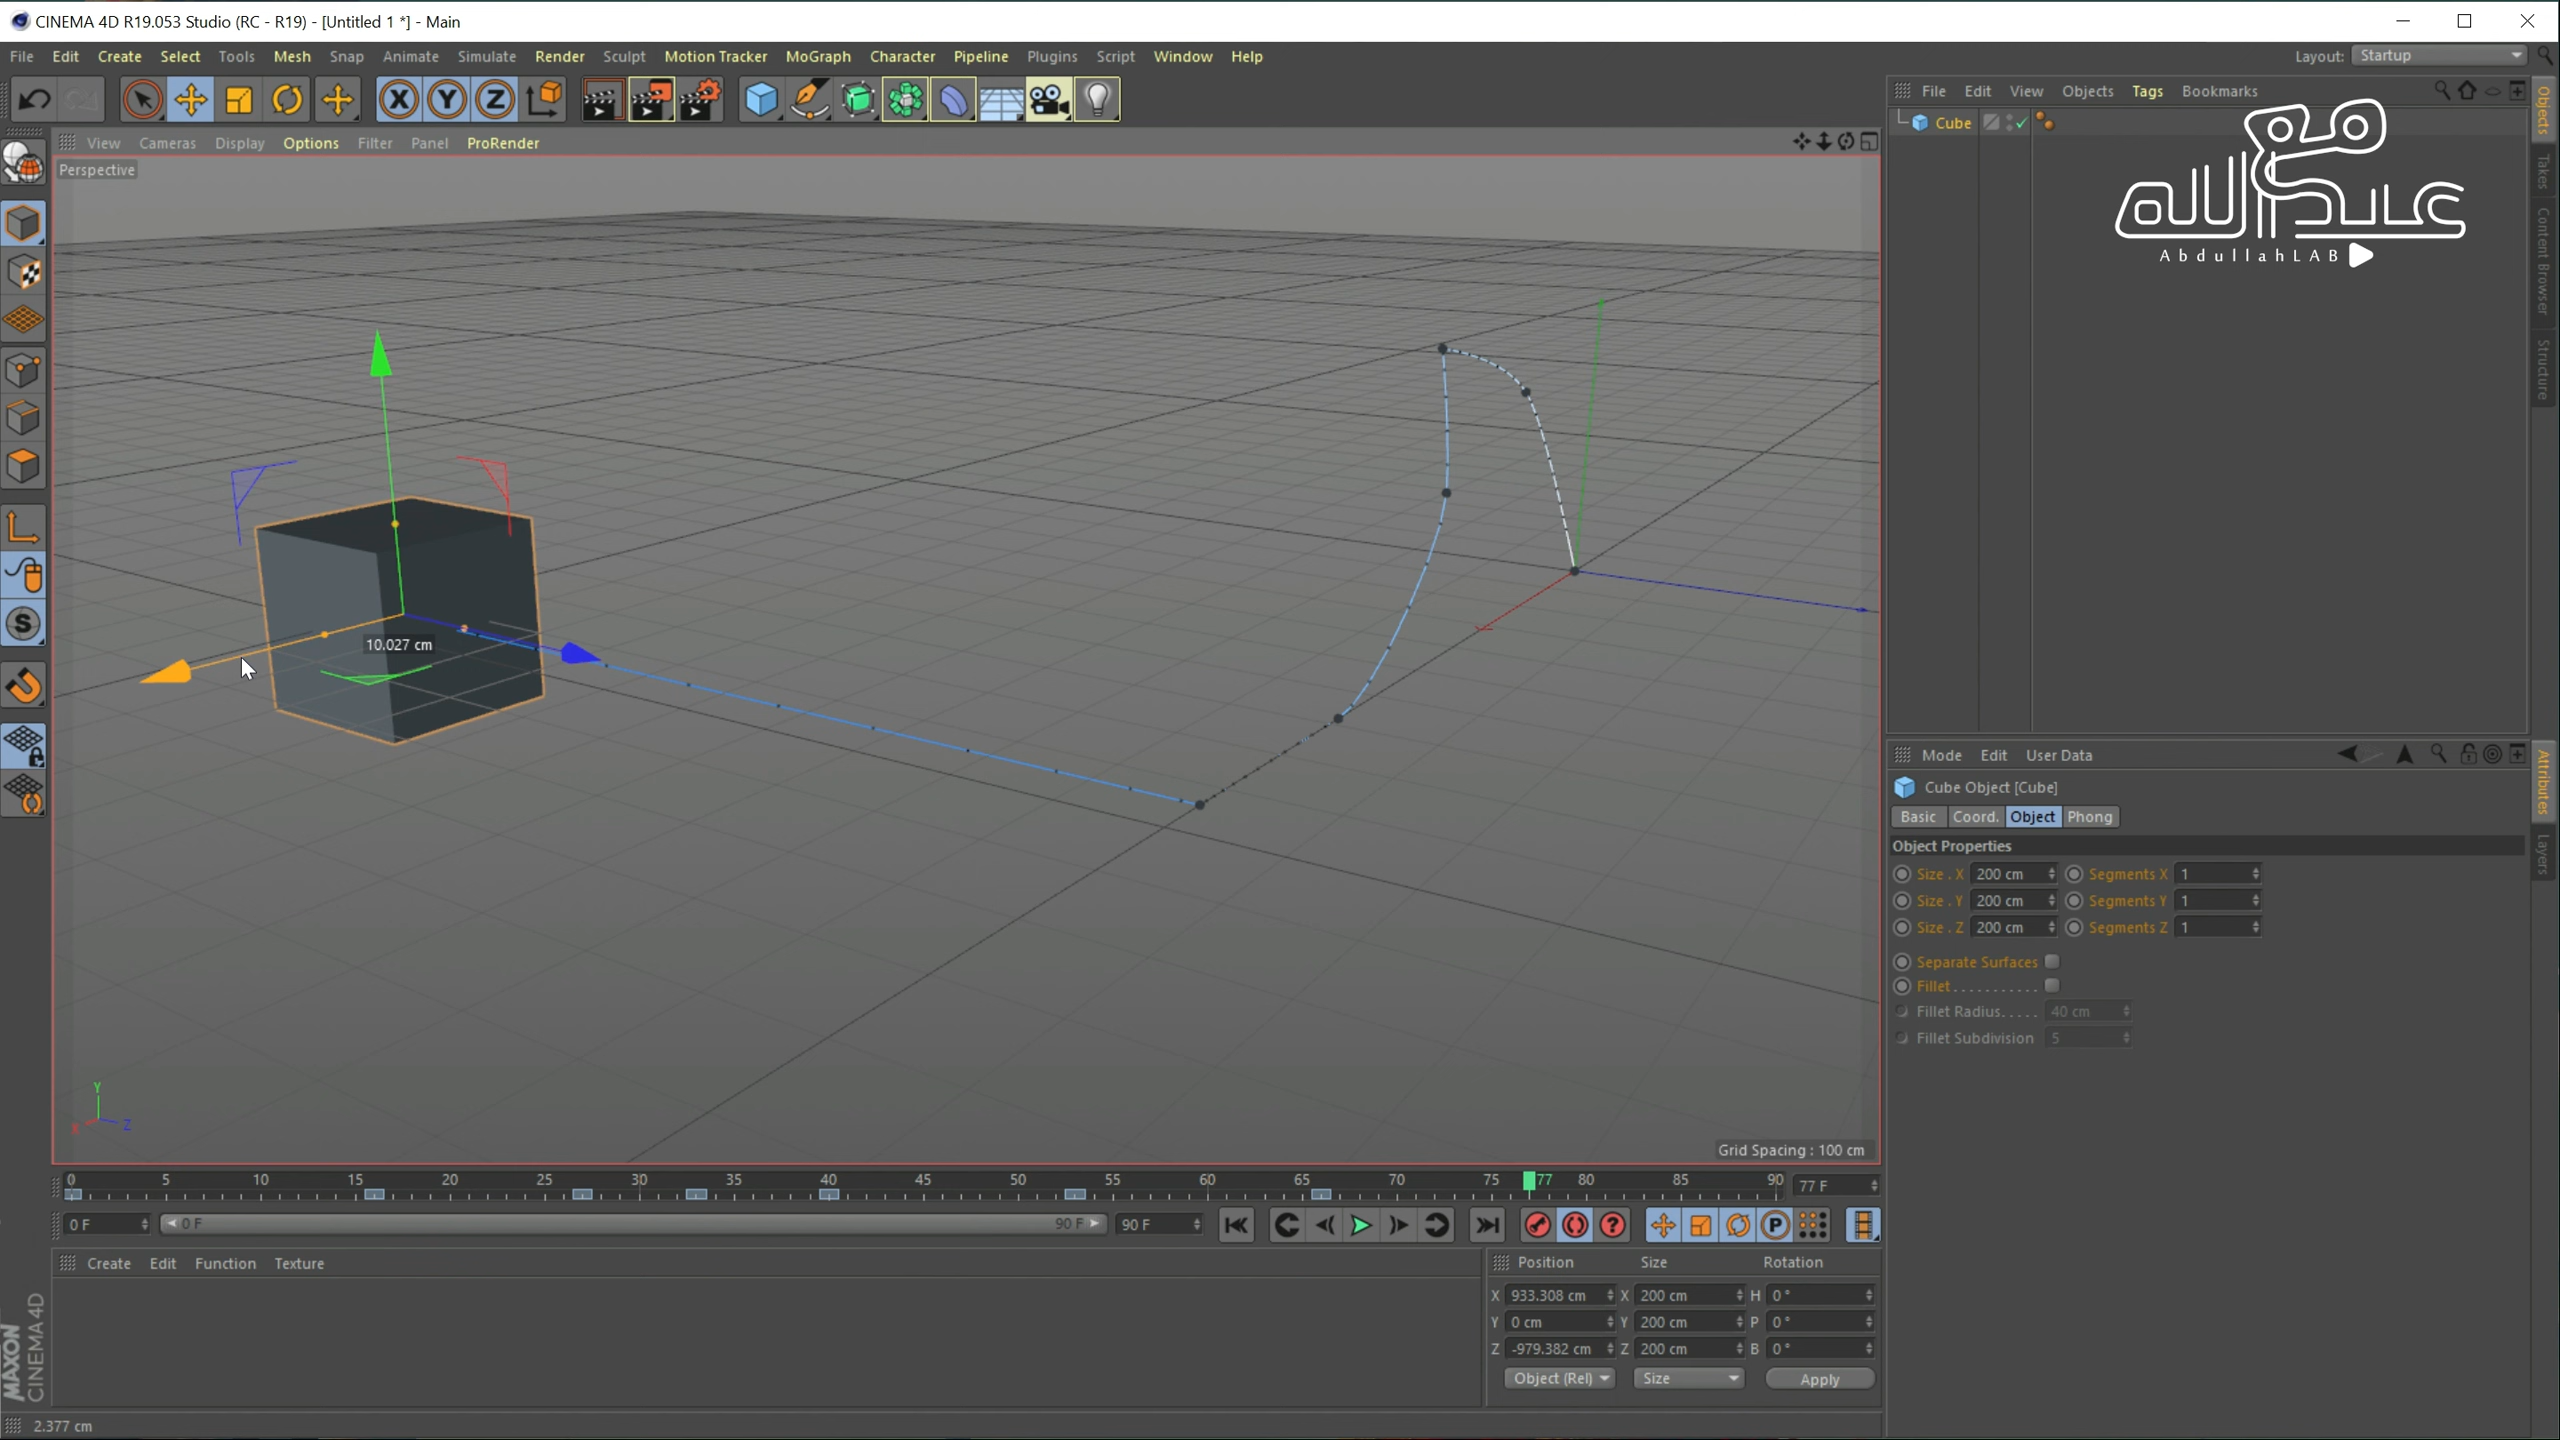 CINEMA 4D R19.053 Studio (RC - R19) - [Untitled 1 *] - Main
File Edit Create Select Tools Mesh Snap Animate Simulate Render Sculpt Motion Tracker MoGraph Character Pipeline Plugins Script Window Help
Layout: Startup
X Y Z
View Cameras Display Options Filter Panel ProRender
Perspective
10.027 cm
Y
X Z
Grid Spacing : 100 cm
File Edit View Objects Tags Bookmarks
Cube
مع
عبدالله
AbdullahLAB
Objects
Takes
Content Browser
Structure
Mode Edit User Data
Cube Object [Cube]
Basic Coord. Object Phong
Object Properties
Size . X 200 cm Segments X 1
Size . Y 200 cm Segments Y 1
Size . Z 200 cm Segments Z 1
Separate Surfaces
Fillet...........
Fillet Radius..... 40 cm
Fillet Subdivision 5
Attributes
Layers
0 5 10 15 20 25 30 35 40 45 50 55 60 65 70 75 77 80 85 90 77 F
0 F 0 F 90 F 90 F
? P
Create Edit Function Texture
Position Size Rotation
X 933.308 cm X 200 cm H 0 °
Y 0 cm Y 200 cm P 0 °
Z -979.382 cm Z 200 cm B 0 °
Object (Rel) Size Apply
MAXON
CINEMA 4D
2.377 cm
S